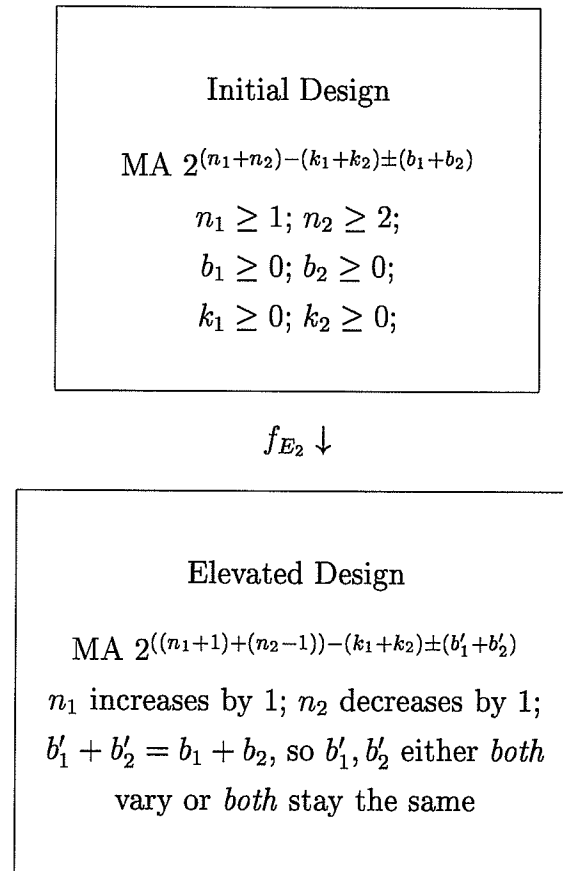 Initial Design
MA 2^{(n_1+n_2)-(k_1+k_2)±(b_1+b_2)}
n_1 ≥ 1; n_2 ≥ 2;
b_1 ≥ 0; b_2 ≥ 0;
k_1 ≥ 0; k_2 ≥ 0;
f_{E_2} ↓
Elevated Design
MA 2^{((n_1+1)+(n_2-1))-(k_1+k_2)±(b'_1+b'_2)}
n_1 increases by 1; n_2 decreases by 1;
b'_1 + b'_2 = b_1 + b_2, so b'_1, b'_2 either both
vary or both stay the same